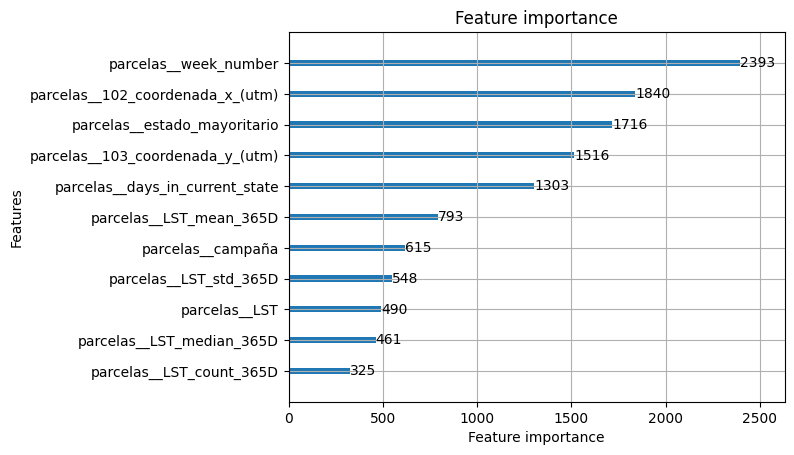 Feature importance
parcelas__week_number 2393
parcelas__102_coordenada_x_(utm) 1840
parcelas__estado_mayoritario 1716
parcelas__103_coordenada_y_(utm) 1516
parcelas__days_in_current_state 1303
parcelas__LST_mean_365D 793
parcelas__campaña 615
parcelas__LST_std_365D 548
parcelas__LST 490
parcelas__LST_median_365D 461
parcelas__LST_count_365D 325
Features
0 500 1000 1500 2000 2500
Feature importance